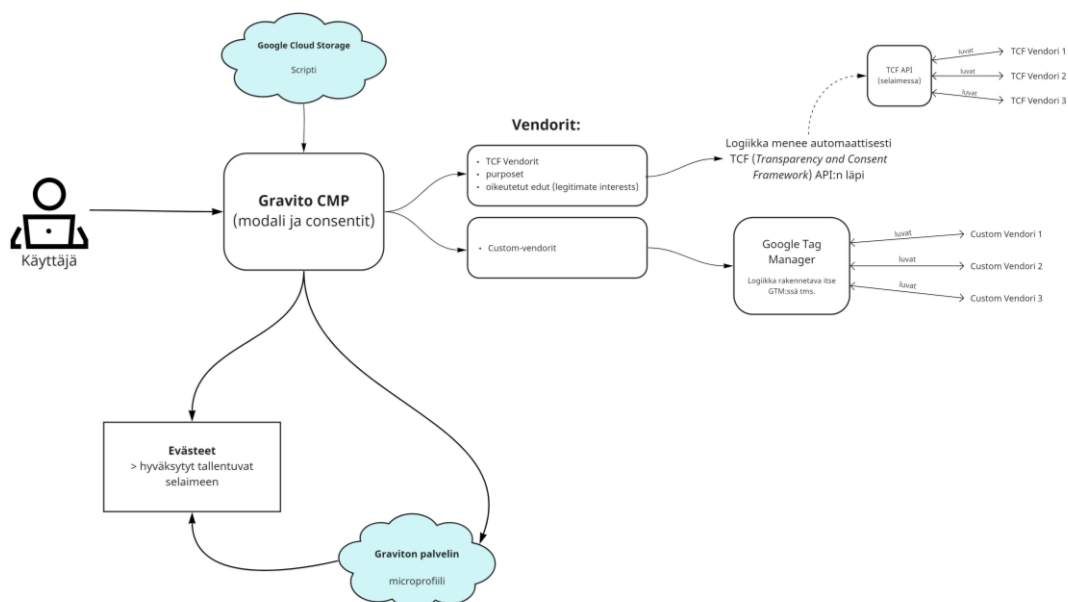 Google Cloud Storage
Scripti
Käyttäjä
Gravito CMP
(modali ja consentit)
Vendorit:
• TCF Vendorit
• purposet
• oikeutetut edut (legitimate interests)
• Custom-vendorit
Logiikka menee automaattisesti
TCF (Transparency and Consent
Framework) API:n läpi
TCF API
(selaimessa)
luvat
TCF Vendori 1
luvat
TCF Vendori 2
luvat
TCF Vendori 3
Google Tag
Manager
Logiikka rakennetava itse
GTM:ssä tms.
luvat
Custom Vendori 1
luvat
Custom Vendori 2
luvat
Custom Vendori 3
Evästeet
> hyväksytyt tallentuvat
selaimeen
Graviton palvelin
microprofiili